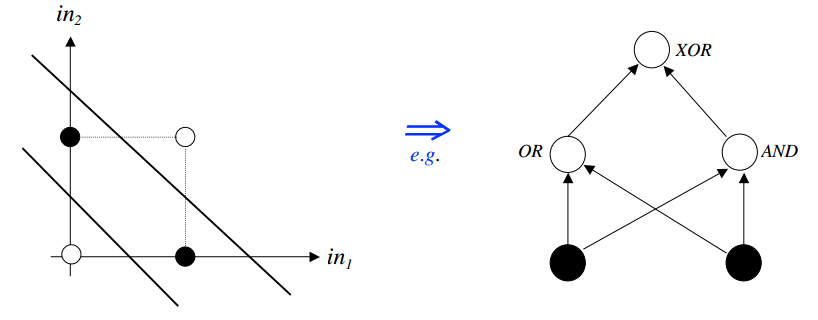 in₂
in₁
⇒
e.g.
XOR
OR
AND